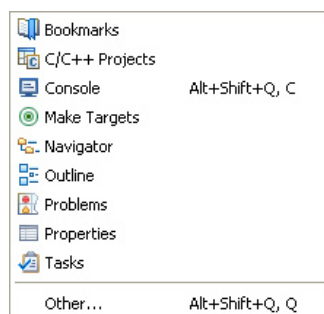 Bookmarks
C/C++ Projects
Console Alt+Shift+Q, C
Make Targets
Navigator
Outline
Problems
Properties
Tasks
Other... Alt+Shift+Q, Q